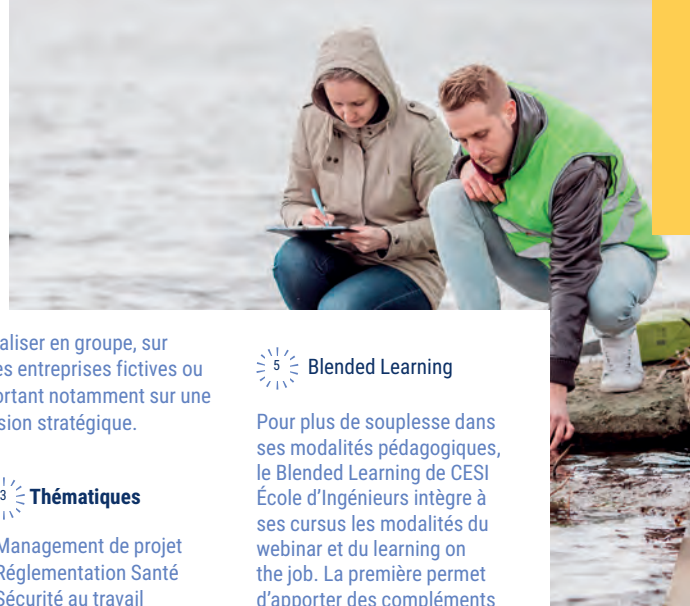 aliser en groupe, sur
es entreprises fictives ou
ortant notamment sur une
sion stratégique.
3 Thématiques
Management de projet
Réglementation Santé
Sécurité au travail
5 Blended Learning
Pour plus de souplesse dans
ses modalités pédagogiques,
le Blended Learning de CESI
École d'Ingénieurs intègre à
ses cursus les modalités du
webinar et du learning on
the job. La première permet
d'apporter des compléments